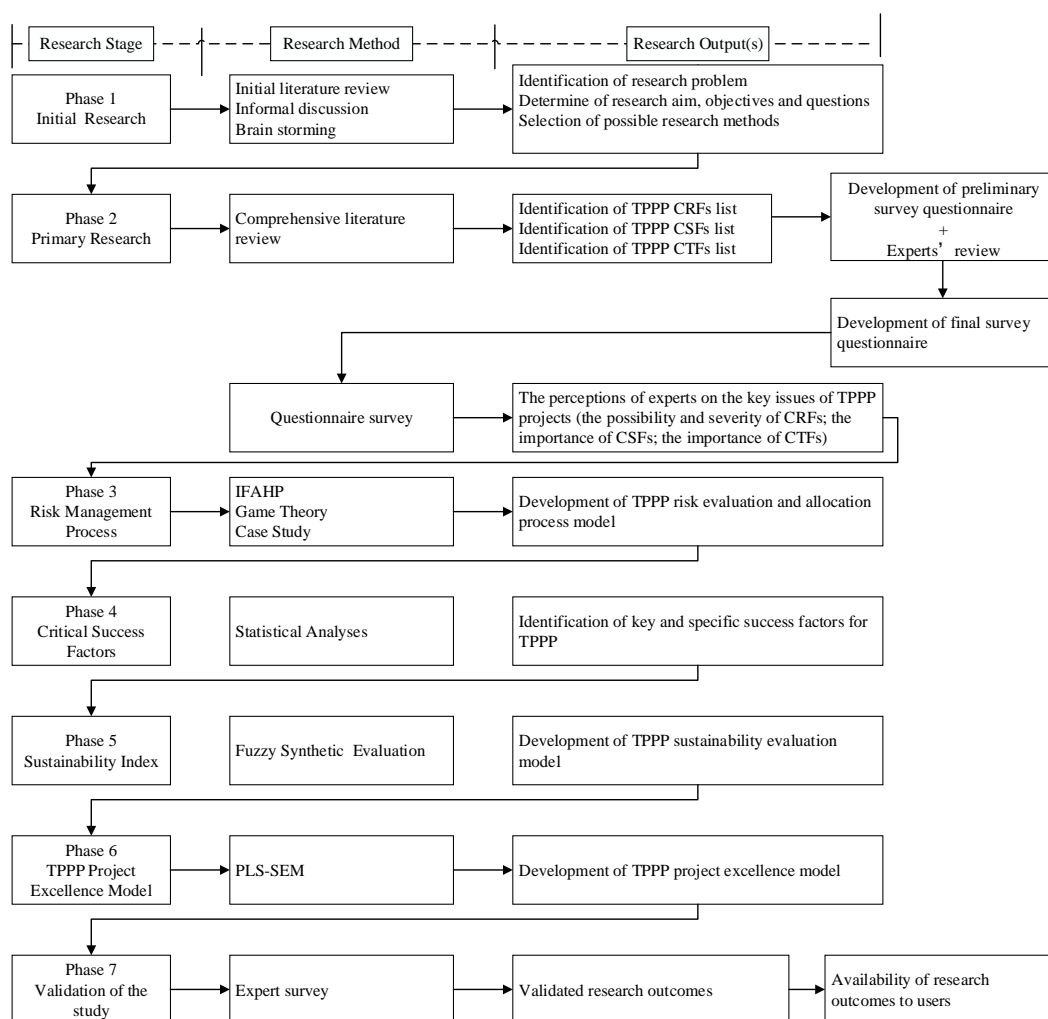 Research Stage
Research Method
Research Output(s)
Phase 1
Initial Research
Initial literature review
Informal discussion
Brain storming
Identification of research problem
Determine of research aim, objectives and questions
Selection of possible research methods
Phase 2
Primary Research
Comprehensive literature
review
Identification of TPPP CRFs list
Identification of TPPP CSFs list
Identification of TPPP CTFs list
Development of preliminary
survey questionnaire
+
Experts’ review
Development of final survey
questionnaire
Questionnaire survey
The perceptions of experts on the key issues of TPPP
projects (the possibility and severity of CRFs; the
importance of CSFs; the importance of CTFs)
Phase 3
Risk Management
Process
IFAHP
Game Theory
Case Study
Development of TPPP risk evaluation and allocation
process model
Phase 4
Critical Success
Factors
Statistical Analyses
Identification of key and specific success factors for
TPPP
Phase 5
Sustainability Index
Fuzzy Synthetic Evaluation
Development of TPPP sustainability evaluation
model
Phase 6
TPPP Project
Excellence Model
PLS-SEM
Development of TPPP project excellence model
Phase 7
Validation of the
study
Expert survey
Validated research outcomes
Availability of research
outcomes to users